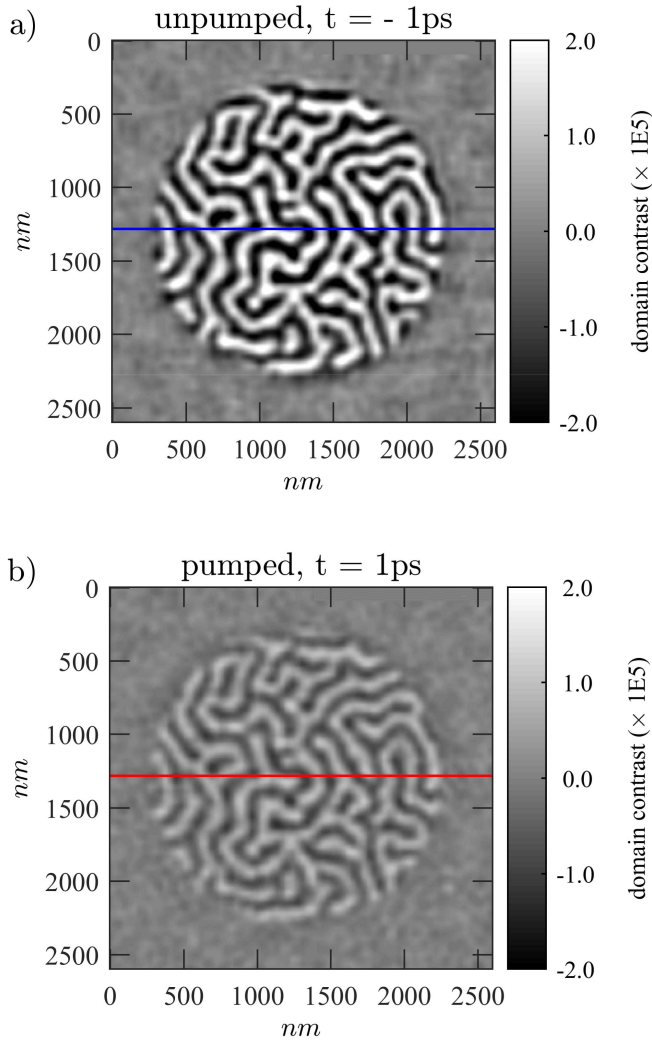 a)
unpumped, t = - 1ps
0
500
1000
1500
2000
2500
nm
0 500 1000 1500 2000 2500
nm
2.0
1.0
0.0
-1.0
-2.0
domain contrast (× 1E5)
b)
pumped, t = 1ps
0
500
1000
1500
2000
2500
nm
0 500 1000 1500 2000 2500
nm
2.0
1.0
0.0
-1.0
-2.0
domain contrast (× 1E5)